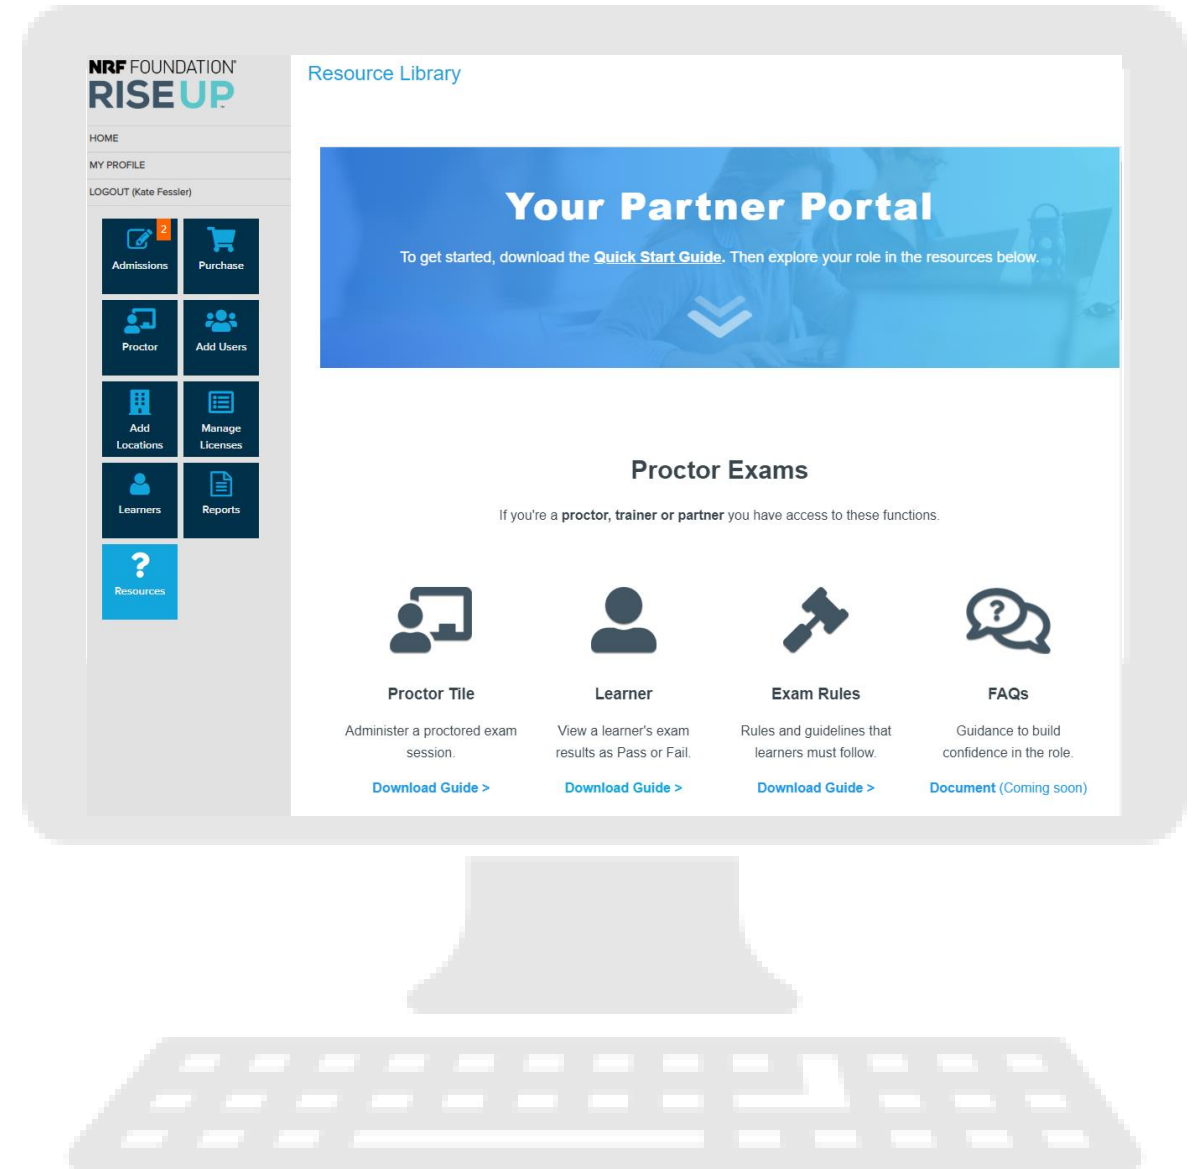 NRF FOUNDATION®
RISE UP
HOME
MY PROFILE
LOGOUT (Kate Fessler)
2
Admissions
Purchase
Proctor
Add Users
Add
Locations
Manage
Licenses
Learners
Reports
?
Resources
Resource Library
Your Partner Portal
To get started, download the Quick Start Guide. Then explore your role in the resources below.
Proctor Exams
If you're a proctor, trainer or partner you have access to these functions.
Proctor Tile
Administer a proctored exam
session.
Download Guide >
Learner
View a learner's exam
results as Pass or Fail.
Download Guide >
Exam Rules
Rules and guidelines that
learners must follow.
Download Guide >
?
FAQs
Guidance to build
confidence in the role.
Document (Coming soon)